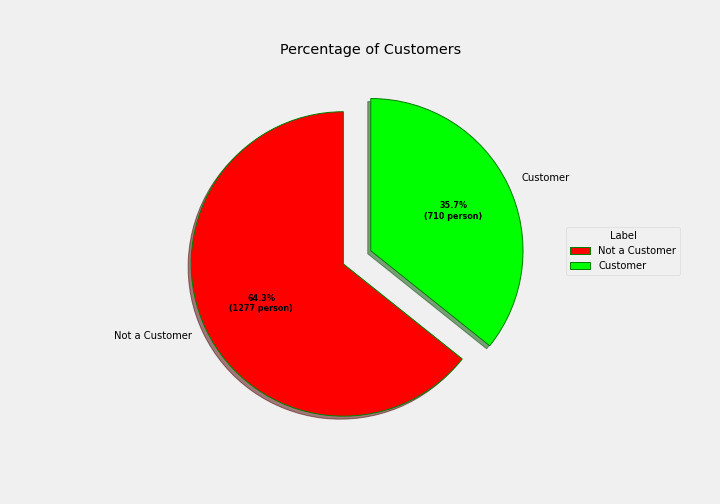 Percentage of Customers
Customer
35.7%
(710 person)
Label
Not a Customer
Customer
64.3%
(1277 person)
Not a Customer